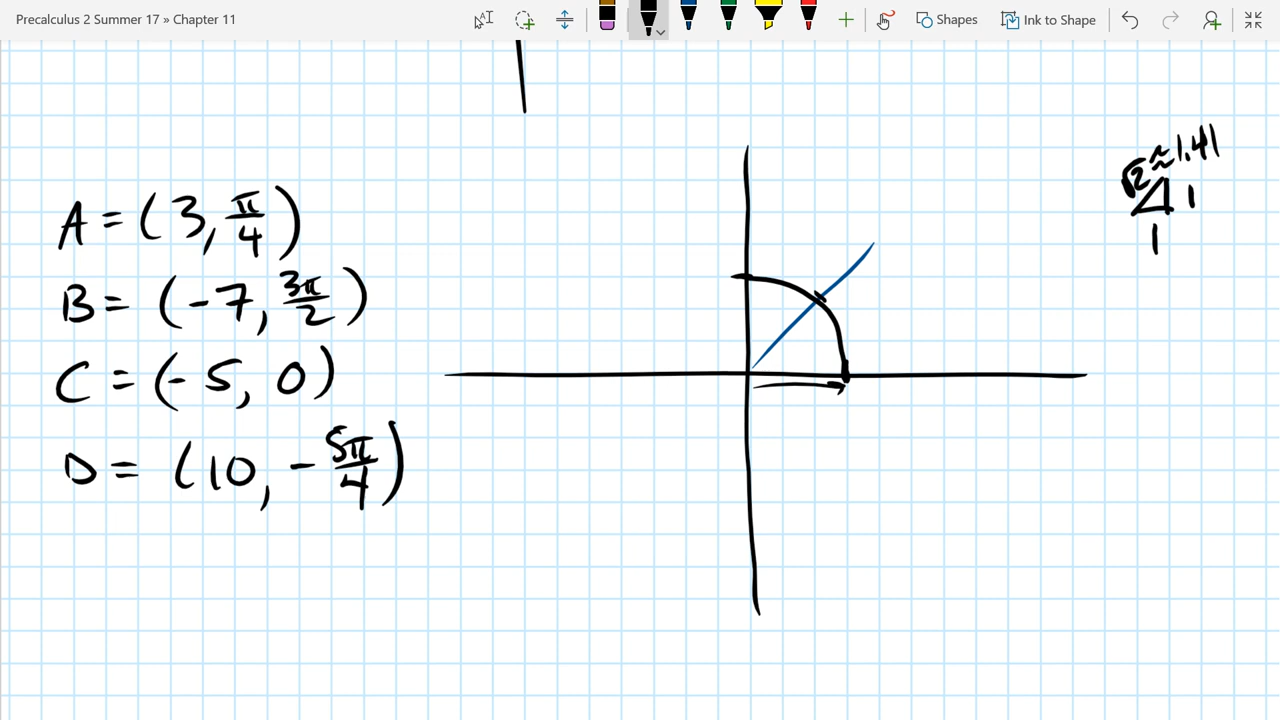 Precalculus 2 Summer 17 » Chapter 11
Shapes
Ink to Shape
√2 ≈ 1.41
1
1
A = (3, π/4)
B = (-7, 3π/2)
C = (-5, 0)
D = (10, -5π/4)